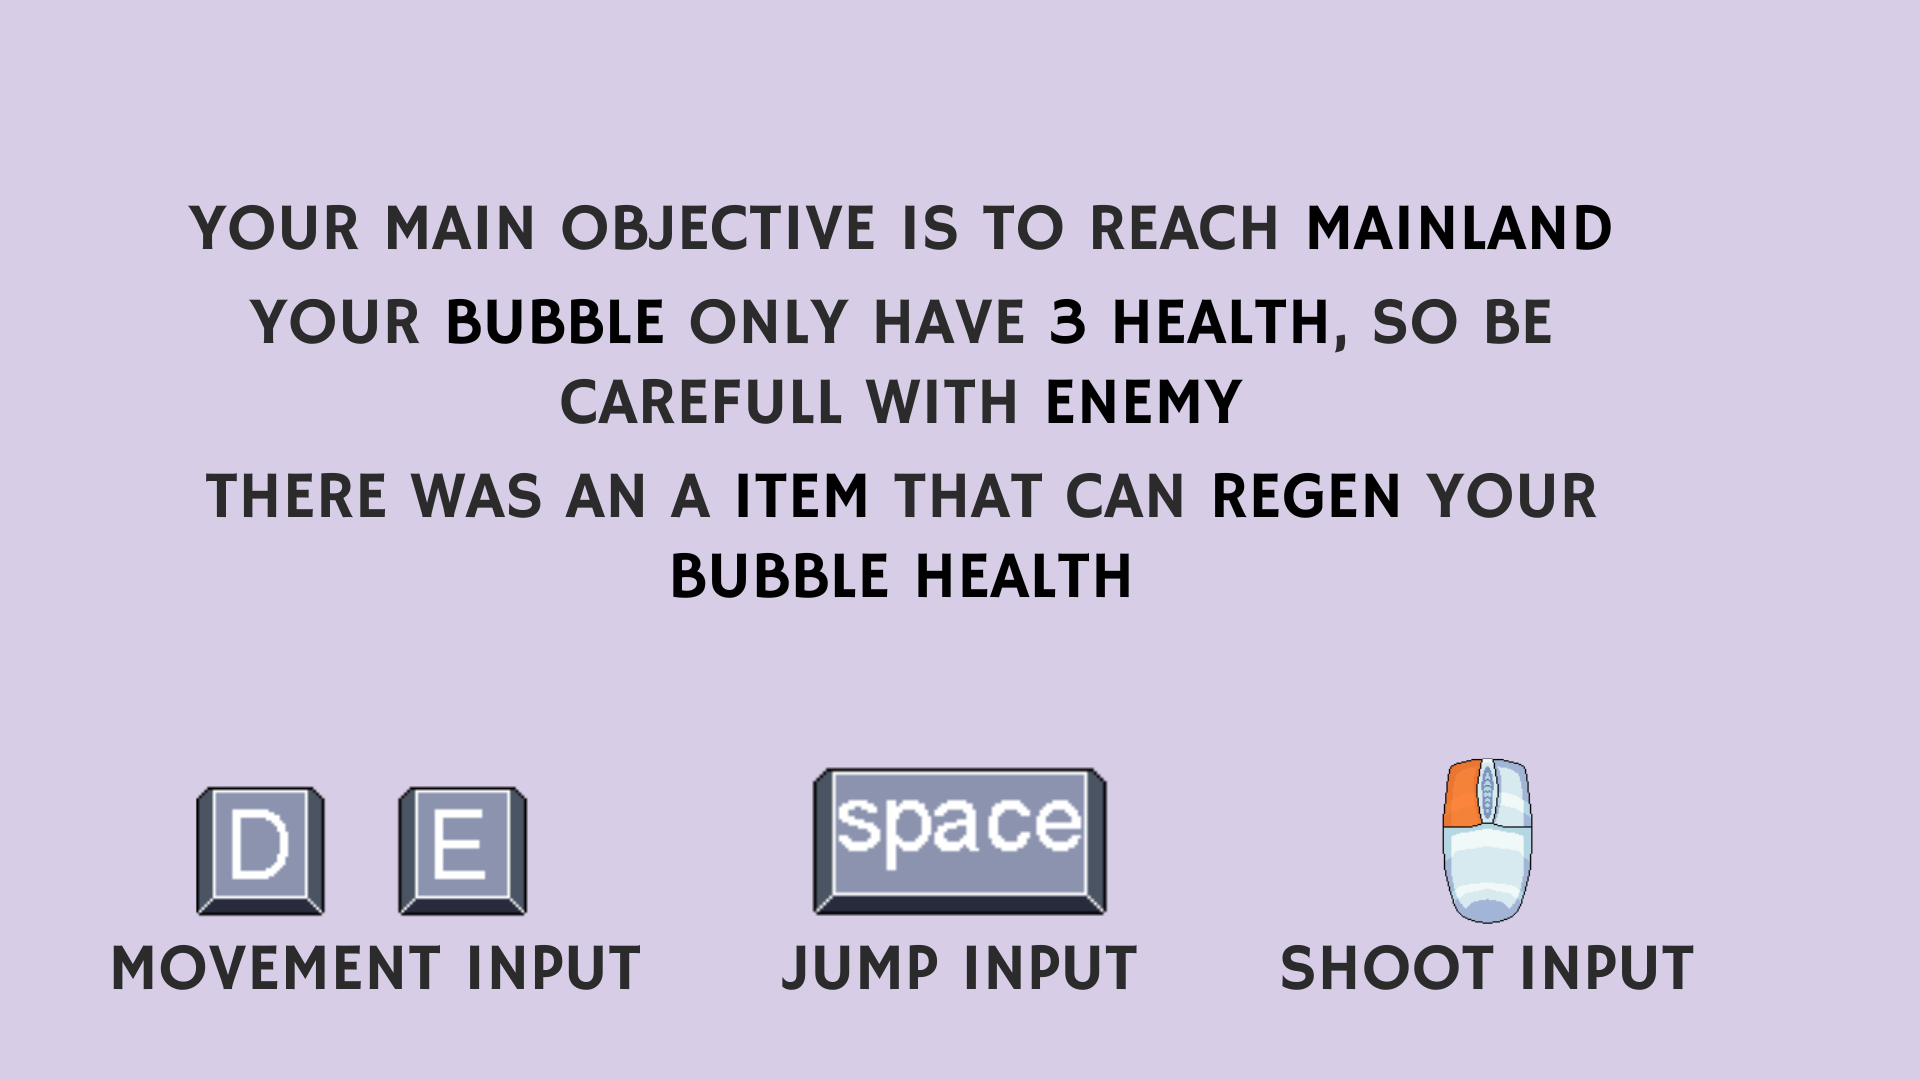 YOUR MAIN OBJECTIVE IS TO REACH MAINLAND
YOUR BUBBLE ONLY HAVE 3 HEALTH, SO BE
CAREFULL WITH ENEMY
THERE WAS AN A ITEM THAT CAN REGEN YOUR
BUBBLE HEALTH
D E
space
MOVEMENT INPUT
JUMP INPUT
SHOOT INPUT